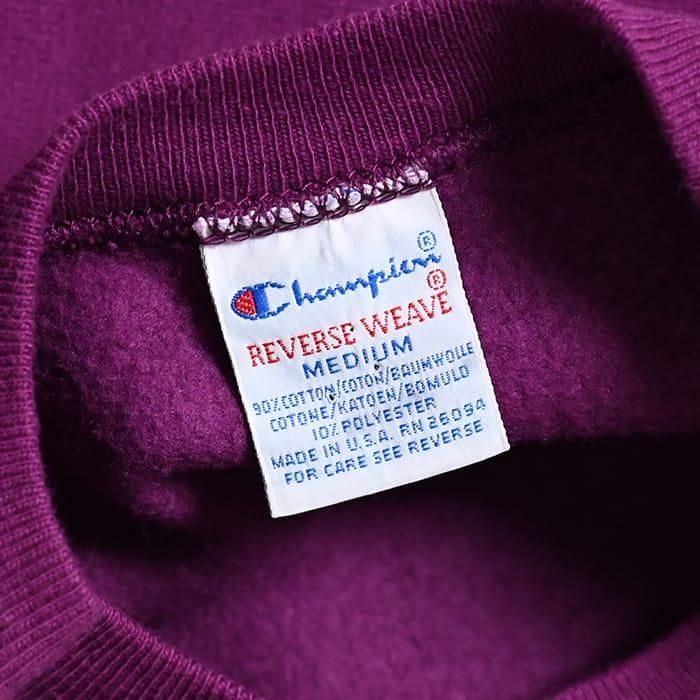 Champion®
REVERSE WEAVE®
MEDIUM
90%COTTON/COTON/BAUMWOLLE
COTONE/KATOEN/BOMULD
10% POLYESTER
MADE IN U.S.A. RN 26094
FOR CARE SEE REVERSE